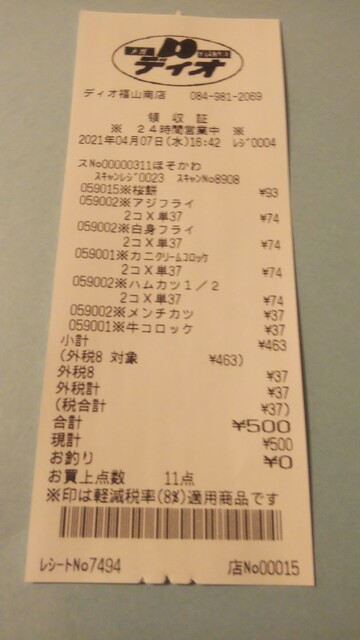 メガ
ディオ
ディオ福山南店 084-981-2069
領収証
※ 24時間営業中 ※
2021年04月07日(水)16:42 レジ0004
スNo00000311ほそかわ
スキャンレジ0023 スキャンNo8908
059015※桜餅 ¥93
059002※アジフライ
2コX単37 ¥74
059002※白身フライ
2コX単37 ¥74
059001※カニクリームコロッケ
2コX単37 ¥74
059002※ハムカツ1/2
2コX単37 ¥74
059002※メンチカツ ¥37
059001※牛コロッケ ¥37
小計 ¥463
(外税8 対象 ¥463)
外税8 ¥37
外税計 ¥37
(税合計 ¥37)
合計 ¥500
現計 ¥500
お釣り ¥0
お買上点数 11点
※印は軽減税率(8%)適用商品です
レシートNo7494 店No00015